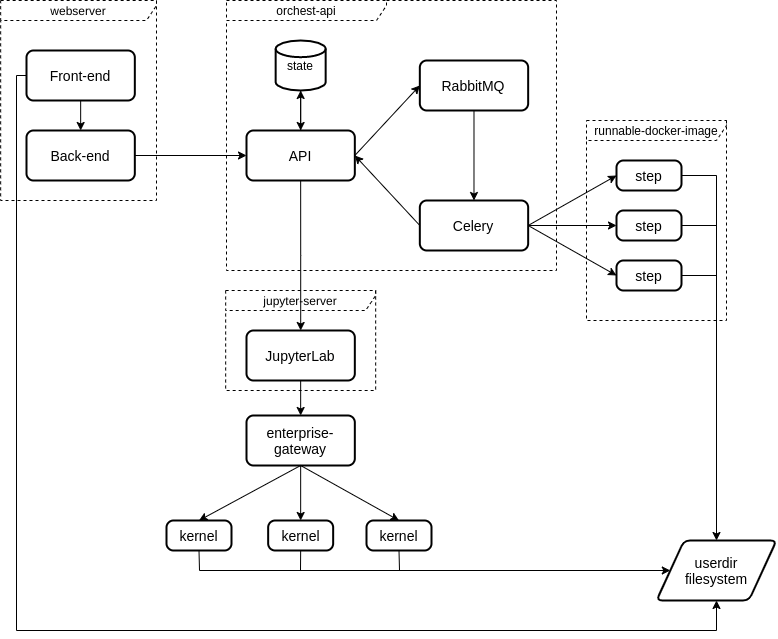 webserver
orchest-api
Front-end
state
RabbitMQ
runnable-docker-image
Back-end
API
step
Celery
step
step
jupyter-server
JupyterLab
enterprise-
gateway
kernel
kernel
kernel
userdir
filesystem